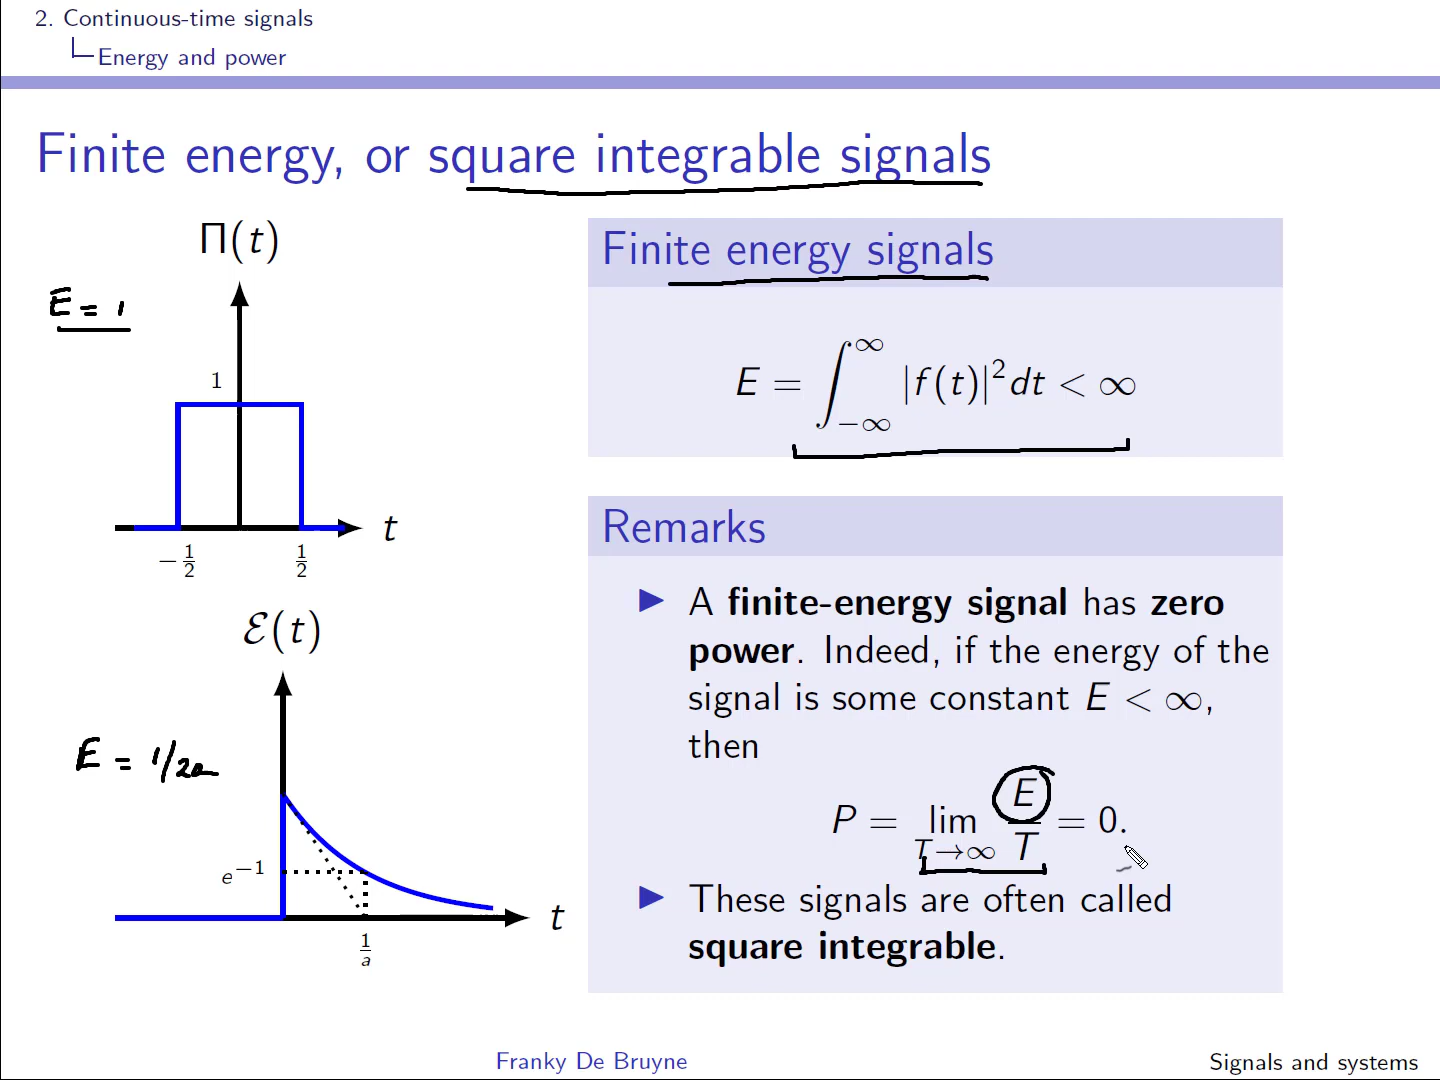 2. Continuous-time signals
Energy and power
Finite energy, or square integrable signals
Π(t)
E = 1
1
t
−1/2
1/2
ℰ(t)
E = 1/2a
e^−1
t
1/a
Finite energy signals
E = ∫_{−∞}^{∞} |f(t)|² dt < ∞
Remarks
A finite-energy signal has zero
power. Indeed, if the energy of the
signal is some constant E < ∞,
then
P = lim_{T→∞} E/T = 0.
These signals are often called
square integrable.
Franky De Bruyne
Signals and systems